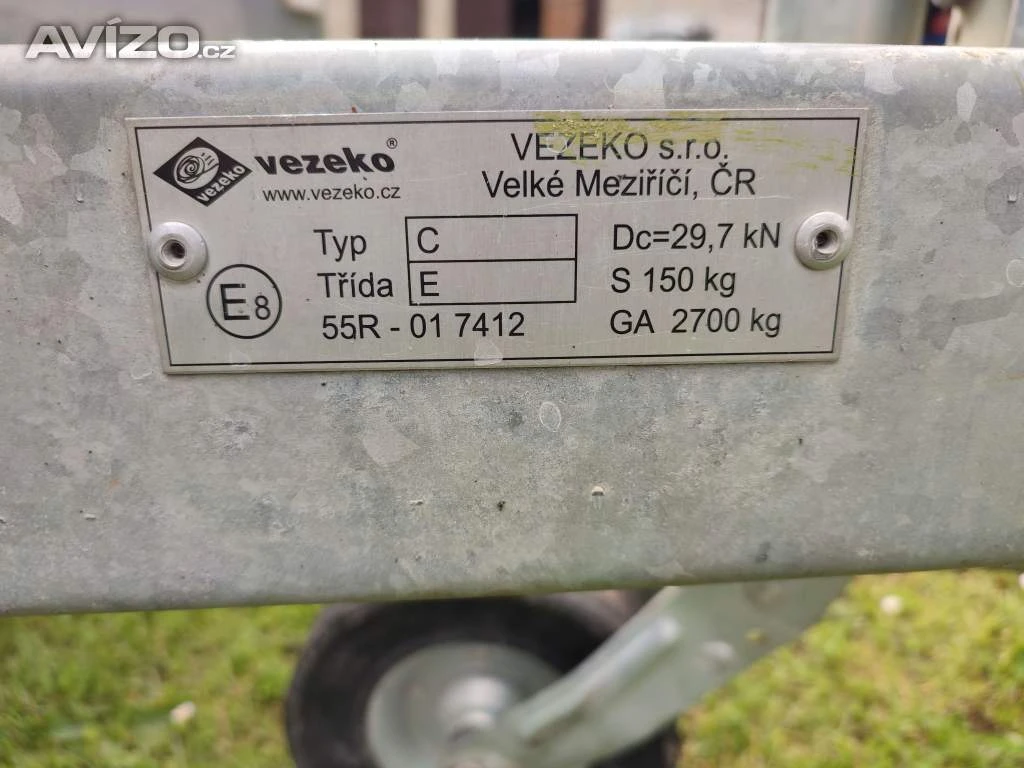 AVÍZO.cz
vezeko
vezeko®
www.vezeko.cz
VEZEKO s.r.o.
Velké Meziříčí, ČR
Typ C
Třída E
55R - 01 7412
E8
Dc=29,7 kN
S 150 kg
GA 2700 kg